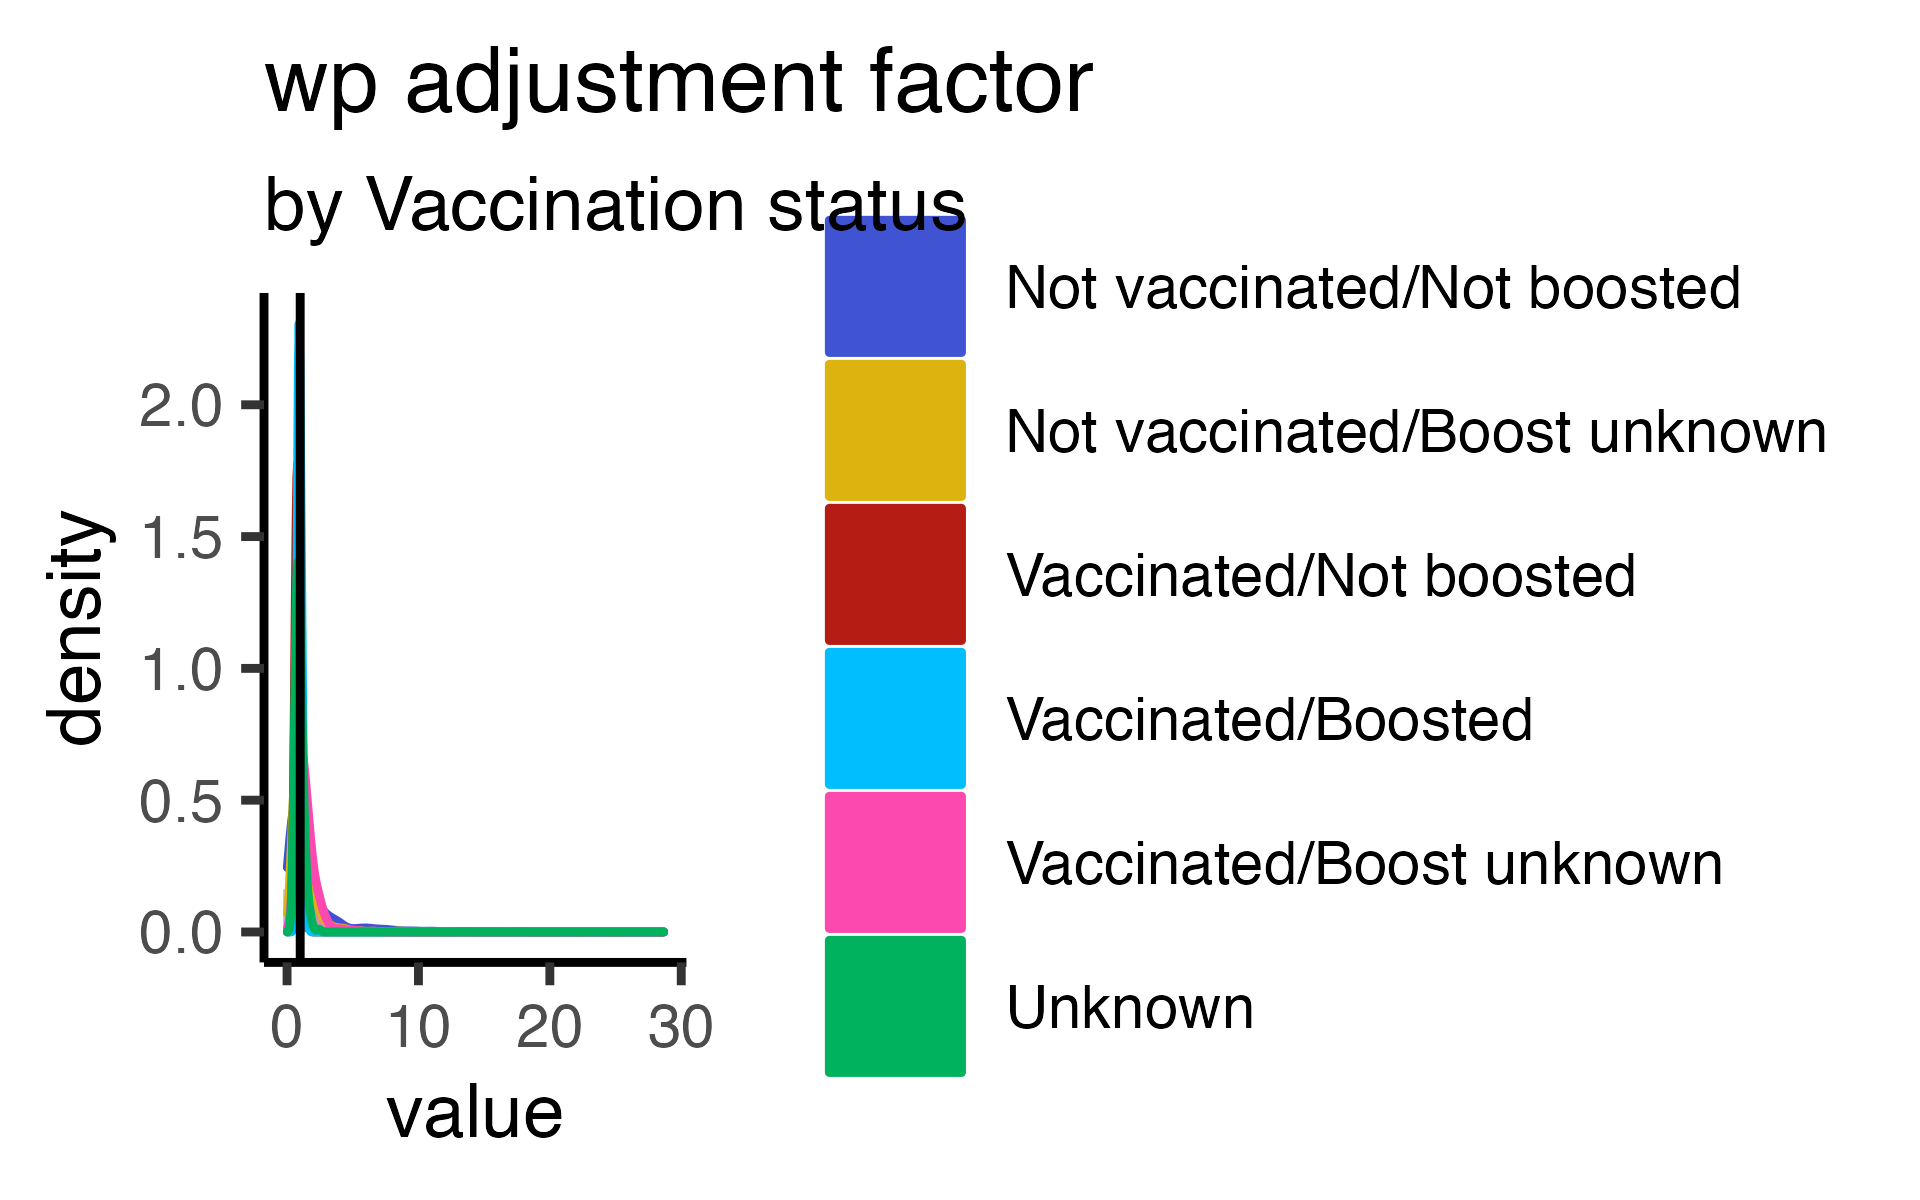 wp adjustment factor
by Vaccination status
density
2.0
1.5
1.0
0.5
0.0
0 10 20 30
value
Not vaccinated/Not boosted
Not vaccinated/Boost unknown
Vaccinated/Not boosted
Vaccinated/Boosted
Vaccinated/Boost unknown
Unknown